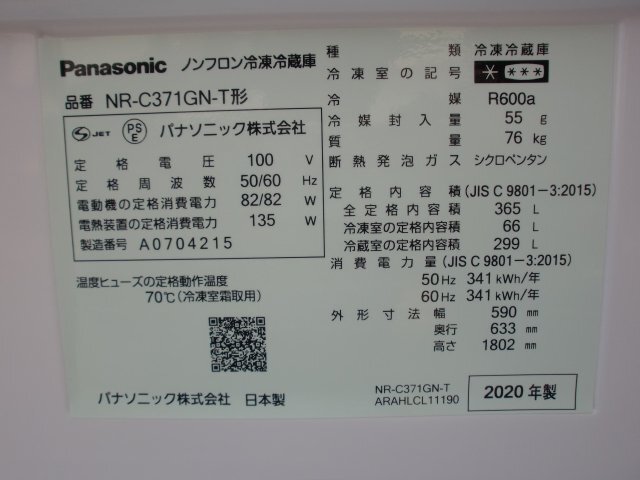 Panasonic ノンフロン冷凍冷蔵庫
品番 NR-C371GN-T形
S JET PS E パナソニック株式会社
定格電圧 100 V
定格周波数 50/60 Hz
電動機の定格消費電力 82/82 W
電熱装置の定格消費電力 135 W
製造番号 A0704215
温度ヒューズの定格動作温度
70℃(冷凍室霜取用)
パナソニック株式会社 日本製
種類 冷凍冷蔵庫
冷凍室の記号 * ***
冷媒 R600a
冷媒封入量 55 g
質量 76 kg
断熱発泡ガス シクロペンタン
定格内容積 (JIS C 9801-3:2015)
全定格内容積 365 L
冷凍室の定格内容積 66 L
冷蔵室の定格内容積 299 L
消費電力量 (JIS C 9801-3:2015)
50Hz 341kWh/年
60Hz 341kWh/年
外形寸法 幅 590 mm
奥行 633 mm
高さ 1802 mm
NR-C371GN-T
ARAHLCL11190
2020年製